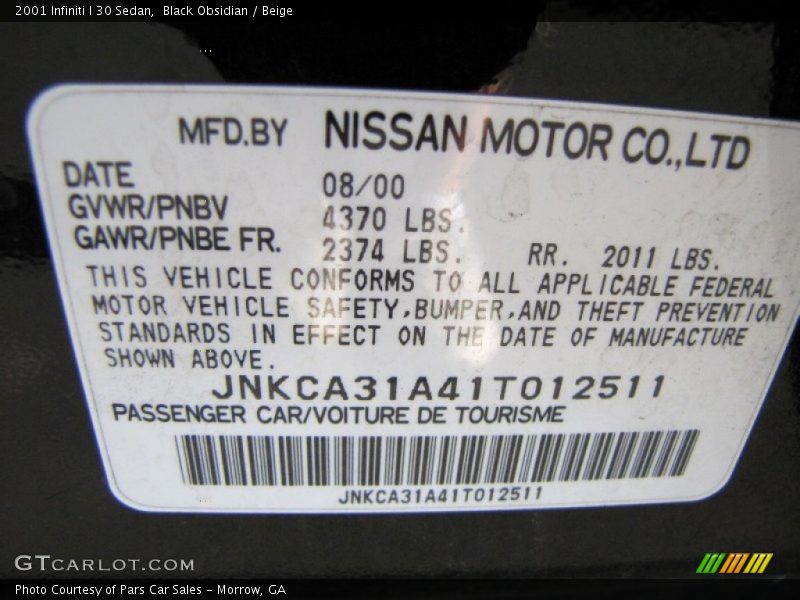 2001 Infiniti I 30 Sedan,  Black Obsidian / Beige
...
MFD.BY NISSAN MOTOR CO.,LTD
DATE 08/00
GVWR/PNBV 4370 LBS.
GAWR/PNBE FR. 2374 LBS. RR. 2011 LBS.
THIS VEHICLE CONFORMS TO ALL APPLICABLE FEDERAL
MOTOR VEHICLE SAFETY,BUMPER,AND THEFT PREVENTION
STANDARDS IN EFFECT ON THE DATE OF MANUFACTURE
SHOWN ABOVE.
JNKCA31A41T012511
PASSENGER CAR/VOITURE DE TOURISME
JNKCA31A41T012511
GTCARLOT.COM
Photo Courtesy of Pars Car Sales - Morrow, GA